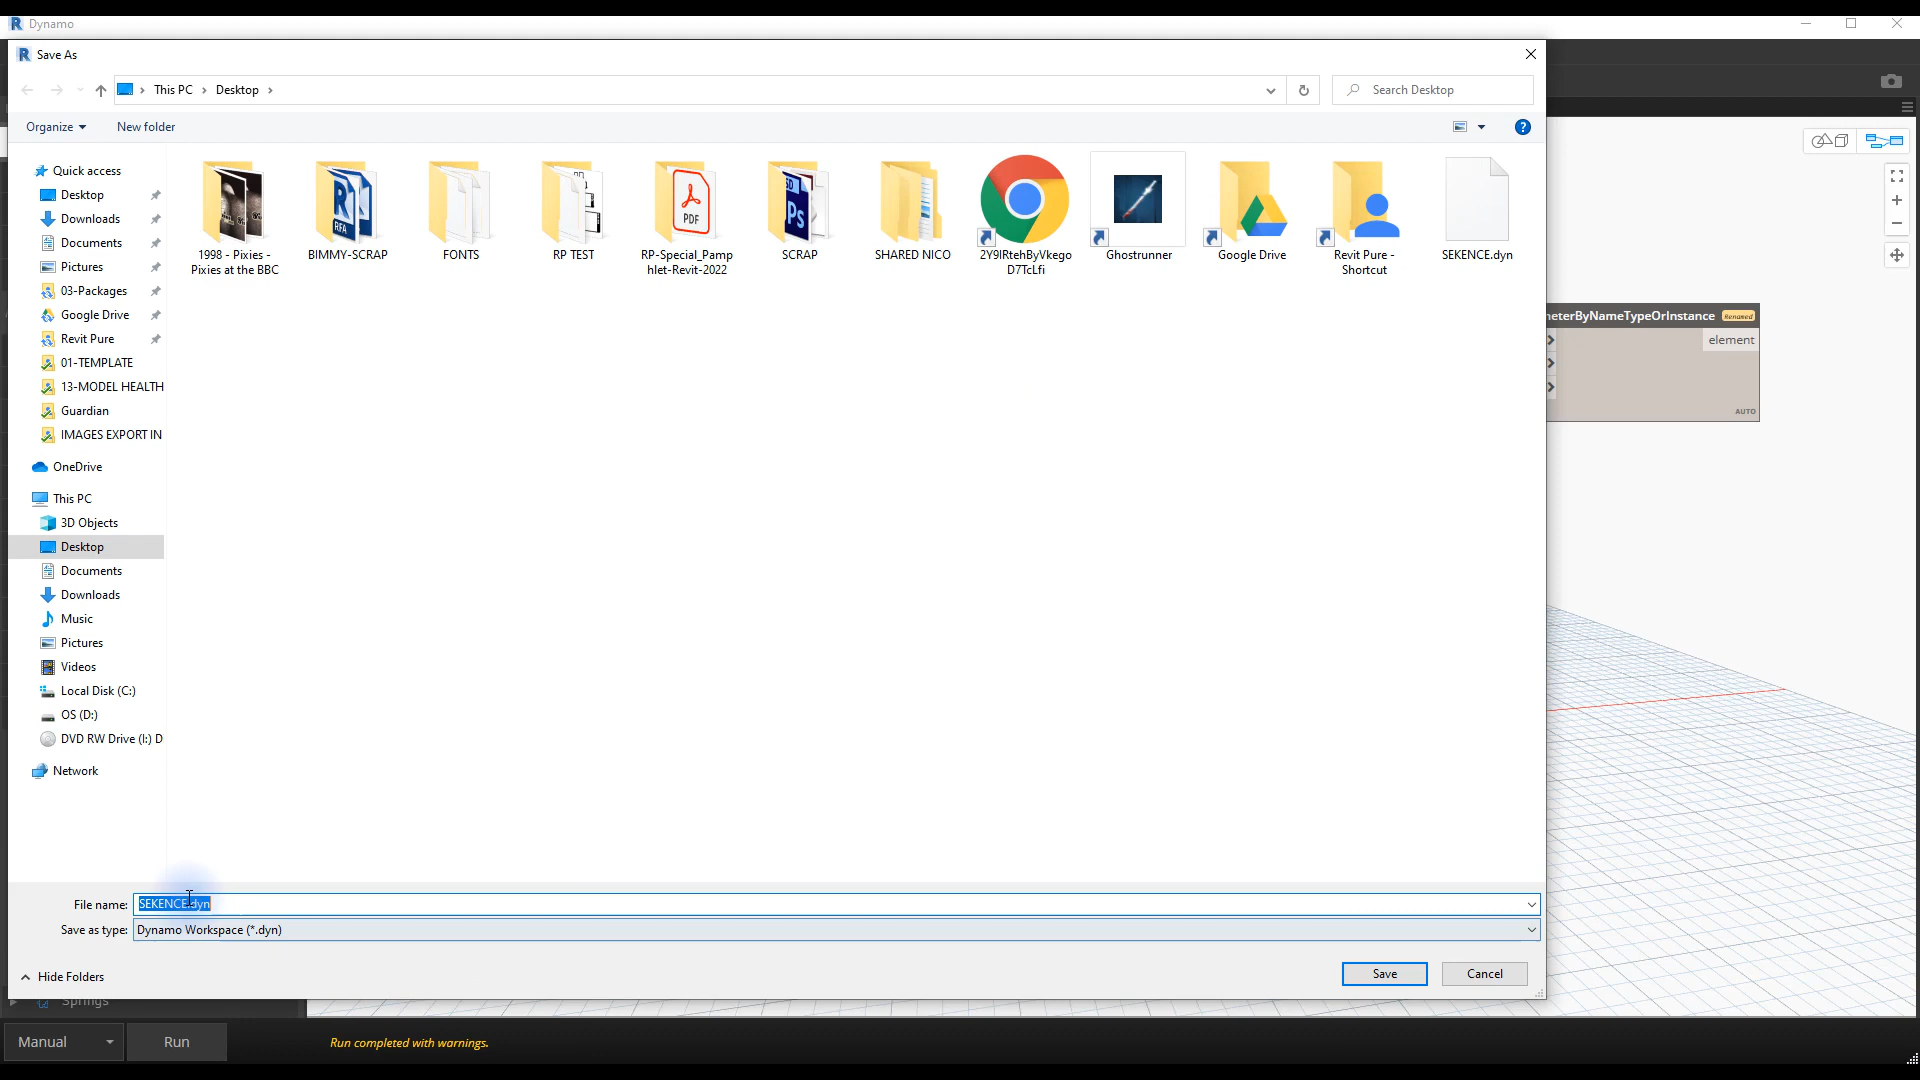 Dynamo
Save As
This PC
Desktop
Search Desktop
Organize
New folder
Quick access
Desktop
Downloads
Documents
Pictures
03-Packages
Google Drive
Revit Pure
01-TEMPLATE
13-MODEL HEALTH
Guardian
IMAGES EXPORT IN
OneDrive
This PC
3D Objects
Desktop
Documents
Downloads
Music
Pictures
Videos
Local Disk (C:)
OS (D:)
DVD RW Drive (I:) D
Network
1998 - Pixies -
Pixies at the BBC
BIMMY-SCRAP
FONTS
RP TEST
RP-Special_Pamp
hlet-Revit-2022
SCRAP
SHARED NICO
2Y9IRtehByVkego
D7TcLfi
Ghostrunner
Google Drive
Revit Pure -
Shortcut
SEKENCE.dyn
neterByNameTypeOrInstance Renamed
element
AUTO
File name: SEKENCE.dyn
Save as type: Dynamo Workspace (*.dyn)
Hide Folders
Save
Cancel
Springs
Manual
Run
Run completed with warnings.